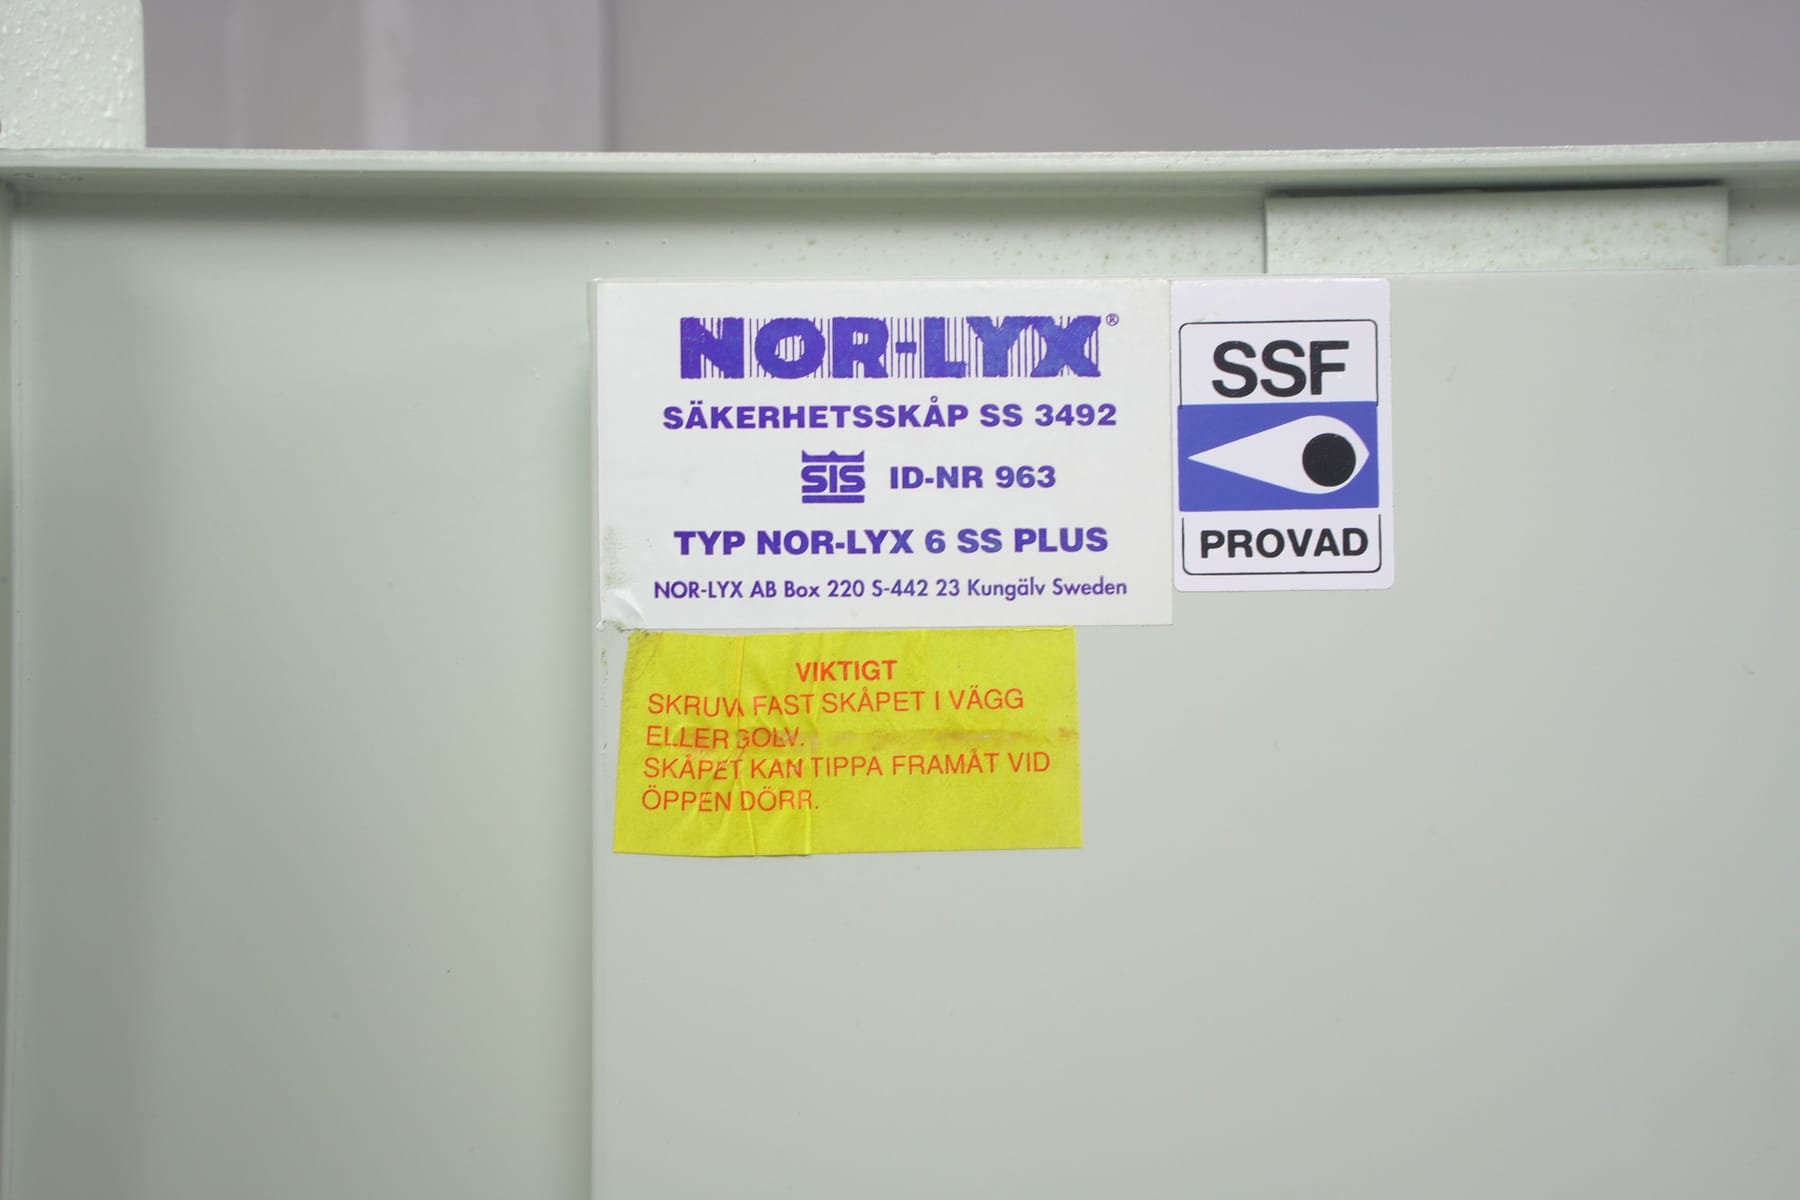 NOR-LYX®
SÄKERHETSSKÅP SS 3492
SIS ID-NR 963
TYP NOR-LYX 6 SS PLUS
NOR-LYX AB Box 220 S-442 23 Kungälv Sweden
SSF
PROVAD
VIKTIGT
SKRUVA FAST SKÅPET I VÄGG
ELLER GOLV.
SKÅPET KAN TIPPA FRAMÅT VID
ÖPPEN DÖRR.